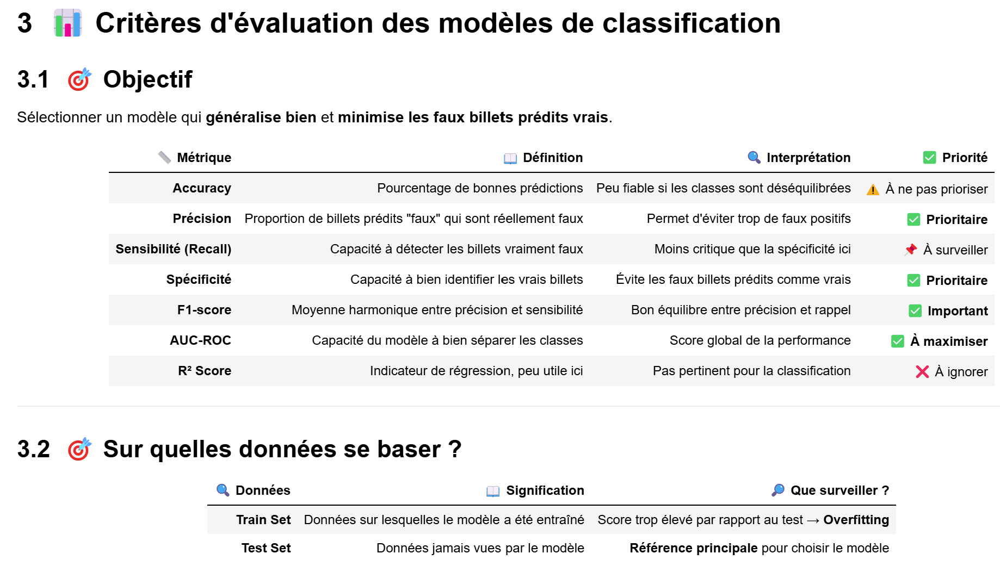 3 📊 Critères d'évaluation des modèles de classification
3.1 🎯 Objectif
Sélectionner un modèle qui généralise bien et minimise les faux billets prédits vrais.
📏 Métrique 📖 Définition 🔍 Interprétation ✅ Priorité
Accuracy Pourcentage de bonnes prédictions Peu fiable si les classes sont déséquilibrées ⚠️ À ne pas prioriser
Précision Proportion de billets prédits "faux" qui sont réellement faux Permet d'éviter trop de faux positifs ✅ Prioritaire
Sensibilité (Recall) Capacité à détecter les billets vraiment faux Moins critique que la spécificité ici 📌 À surveiller
Spécificité Capacité à bien identifier les vrais billets Évite les faux billets prédits comme vrais ✅ Prioritaire
F1-score Moyenne harmonique entre précision et sensibilité Bon équilibre entre précision et rappel ✅ Important
AUC-ROC Capacité du modèle à bien séparer les classes Score global de la performance ✅ À maximiser
R² Score Indicateur de régression, peu utile ici Pas pertinent pour la classification ❌ À ignorer
3.2 🎯 Sur quelles données se baser ?
🔍 Données 📖 Signification 🔎 Que surveiller ?
Train Set Données sur lesquelles le modèle a été entraîné Score trop élevé par rapport au test → Overfitting
Test Set Données jamais vues par le modèle Référence principale pour choisir le modèle